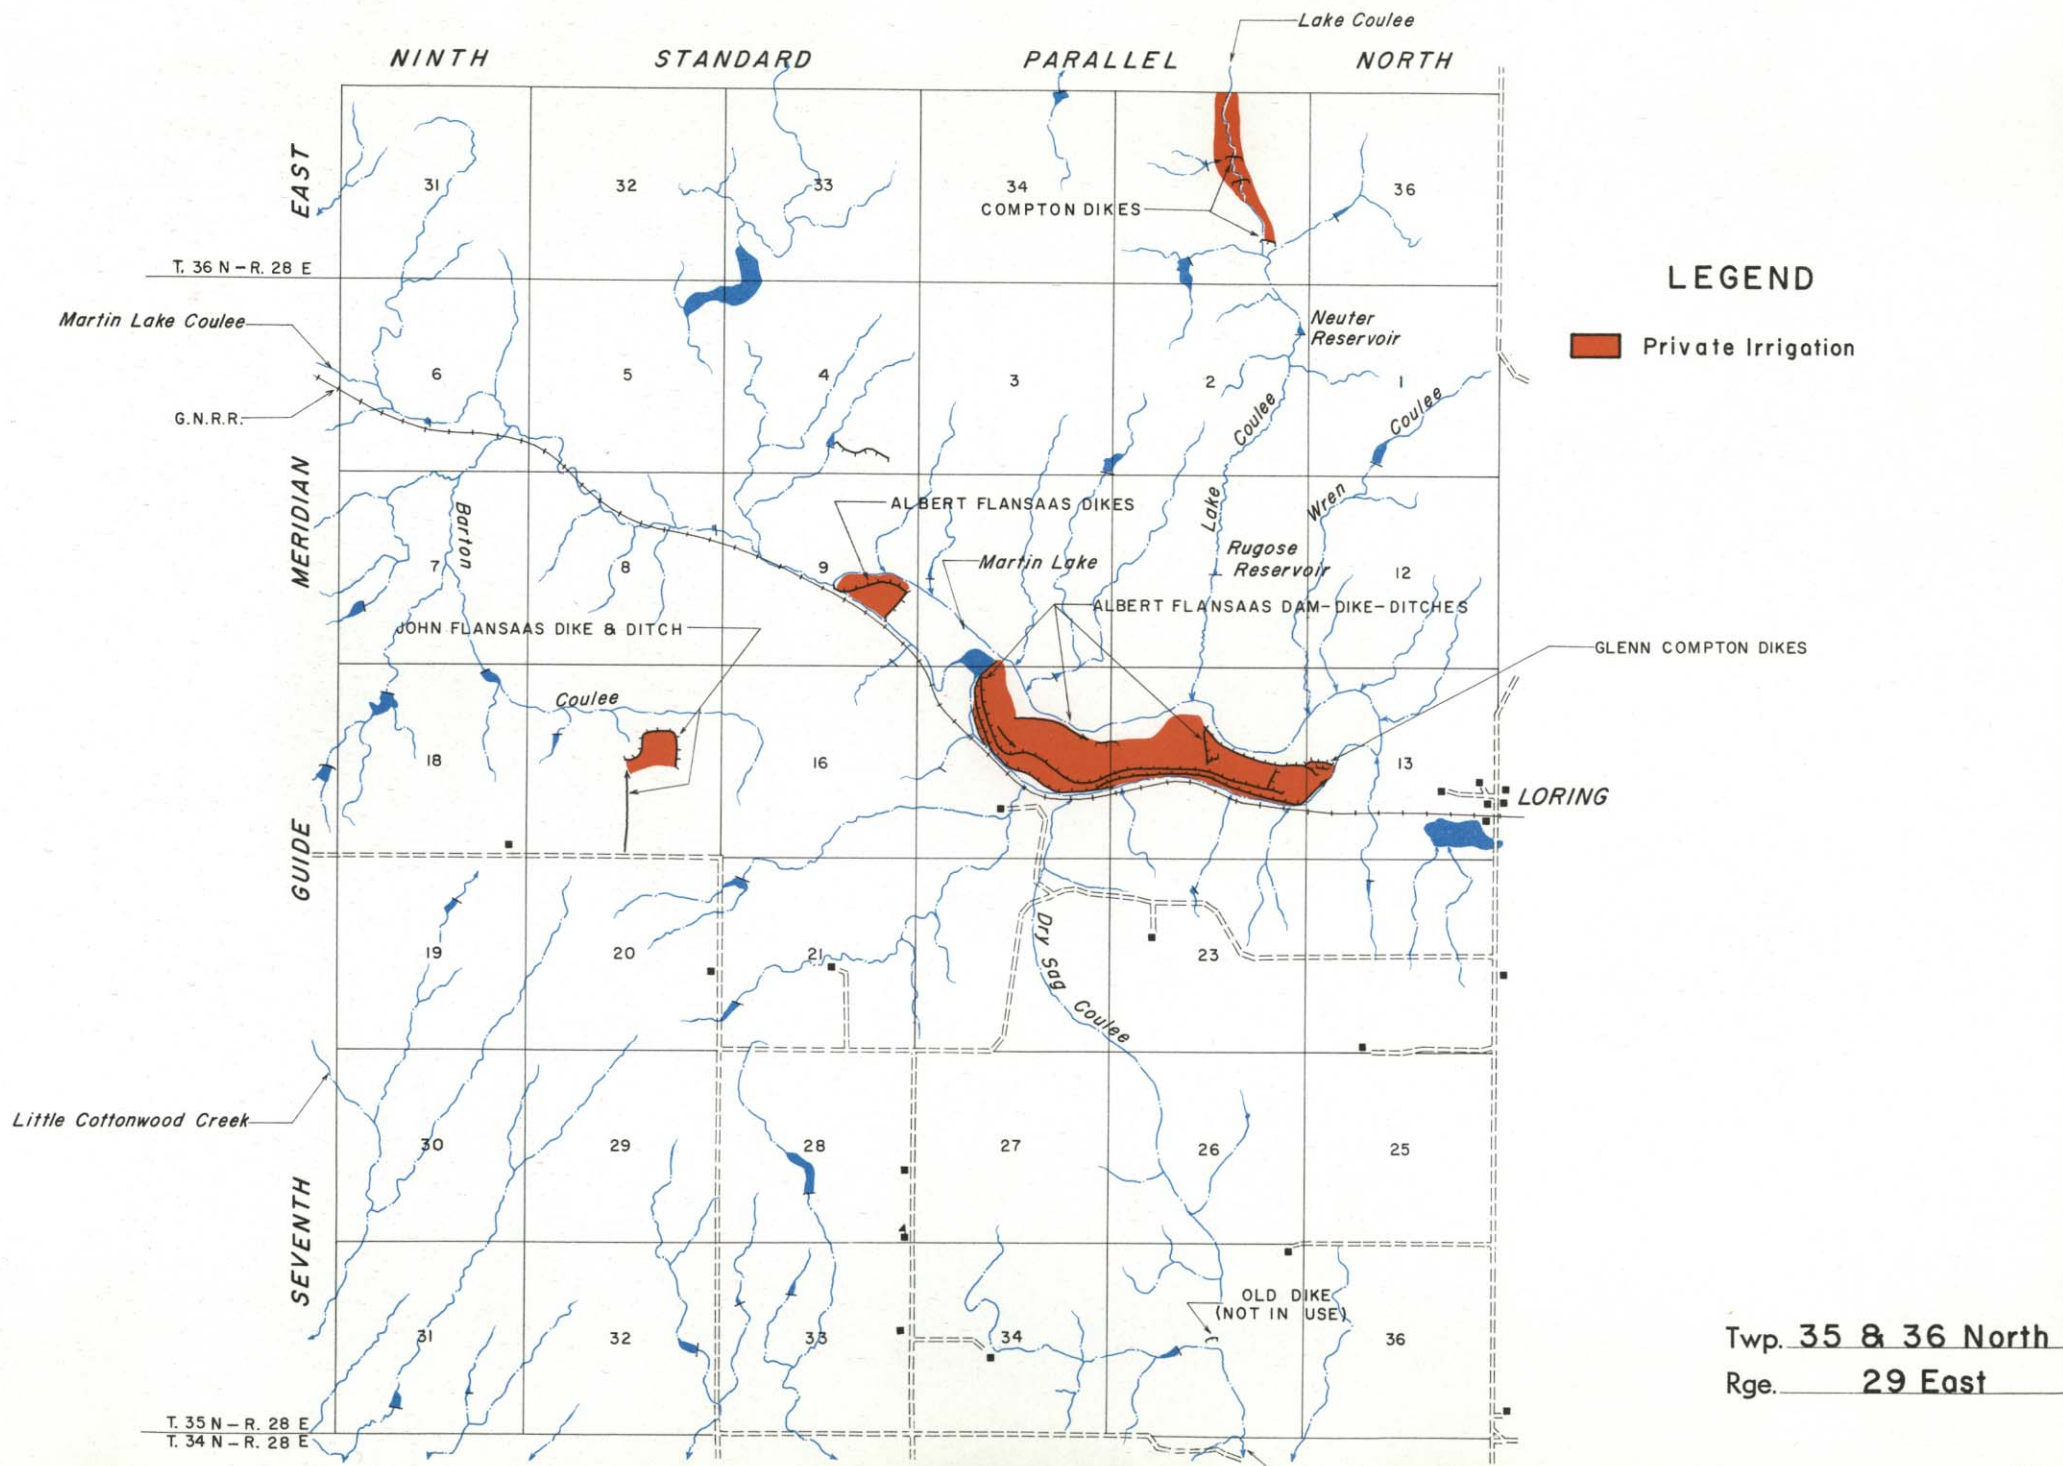 Lake Coulee
NINTH STANDARD PARALLEL NORTH
EAST
31 32 33 34 36
COMPTON DIKES
T. 36 N – R. 28 E
LEGEND
Martin Lake Coulee
Neuter
Reservoir
Private Irrigation
6 5 4 3 2 1
G.N.R.R.
Coulee
Coulee
MERIDIAN
ALBERT FLANSAAS DIKES
Lake
Wren
Barton
Martin Lake
Rugose
Reservoir
7 8 9 12
ALBERT FLANSAAS DAM–DIKE–DITCHES
JOHN FLANSAAS DIKE & DITCH
GLENN COMPTON DIKES
Coulee
18 16 13
LORING
GUIDE
19 20 21 23
Dry Sag Coulee
Little Cottonwood Creek
30 29 28 27 26 25
SEVENTH
OLD DIKE
(NOT IN USE)
31 32 33 34 36
Twp. 35 & 36 North
Rge. 29 East
T. 35 N – R. 28 E
T. 34 N – R. 28 E